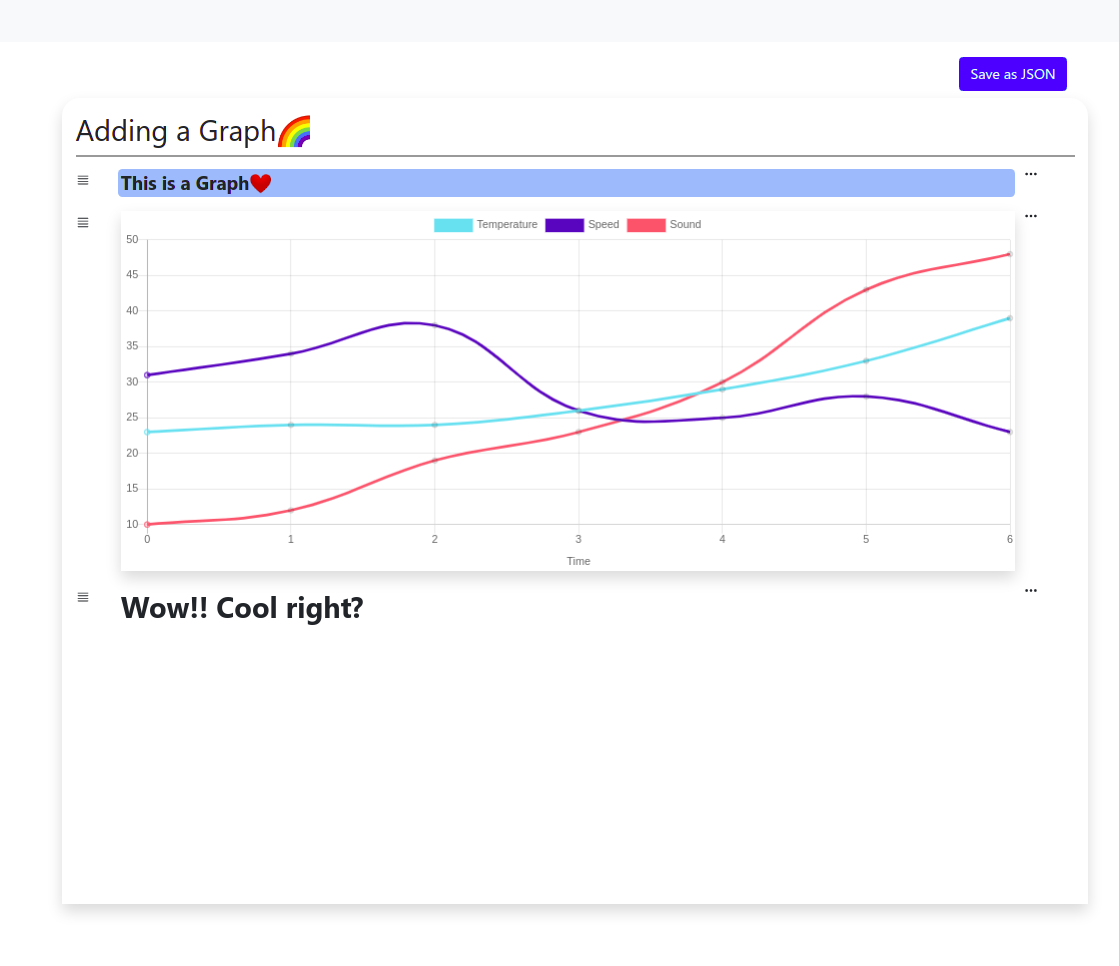 Save as JSON
Adding a Graph🌈
This is a Graph❤️
Temperature Speed Sound
50
45
40
35
30
25
20
15
10
0 1 2 3 4 5 6
Time
Wow!! Cool right?